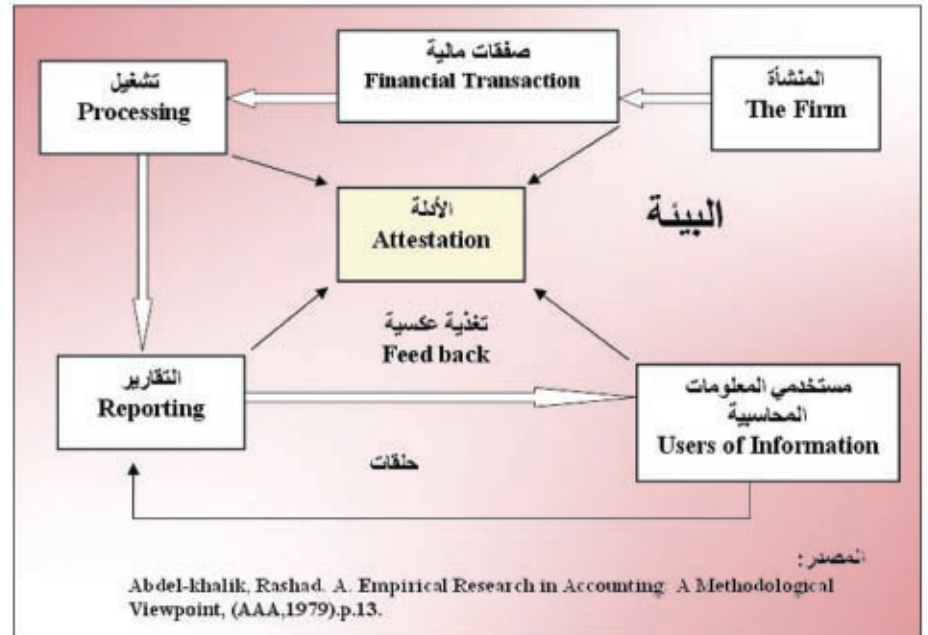 صفقات مالية
Financial Transaction
تشغيل
Processing
المنشأة
The Firm
الأدلة
Attestation
البيئة
تغذية عكسية
Feed back
التقارير
Reporting
مستخدمي المعلومات
المحاسبية
Users of Information
حلقات
المصدر:
Abdel-khalik, Rashad. A. Empirical Research in Accounting A Methodological
Viewpoint, (AAA,1979).p.13.